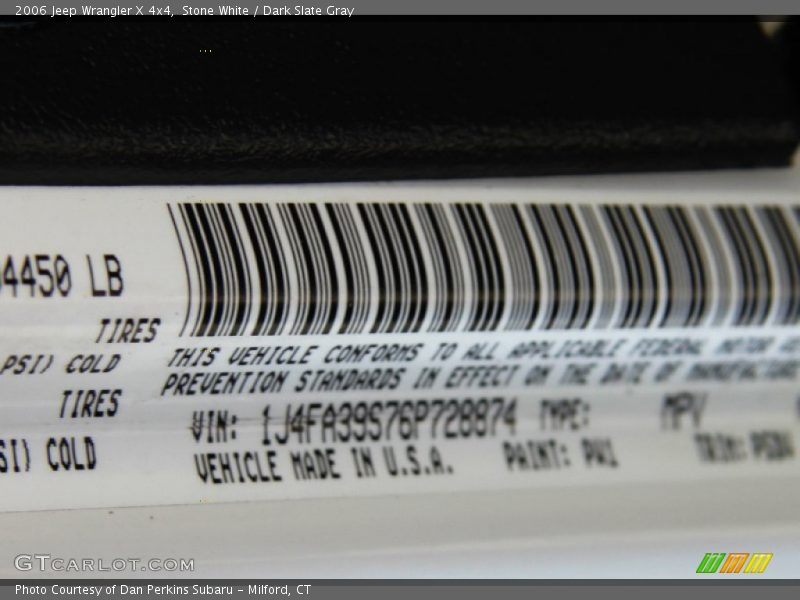 2006 Jeep Wrangler X 4x4, Stone White / Dark Slate Gray
4450 LB
TIRES
PSI) COLD
THIS VEHICLE CONFORMS TO ALL APPLICABLE FEDERAL MOTOR
TIRES
PREVENTION STANDARDS IN EFFECT ON THE DATE OF MANUFACTURE
VIN: 1J4FA39S76P728874 TYPE: MPV
PSI) COLD
VEHICLE MADE IN U.S.A. PAINT: PW1 TRIM:
GTCARLOT.COM
Photo Courtesy of Dan Perkins Subaru - Milford, CT